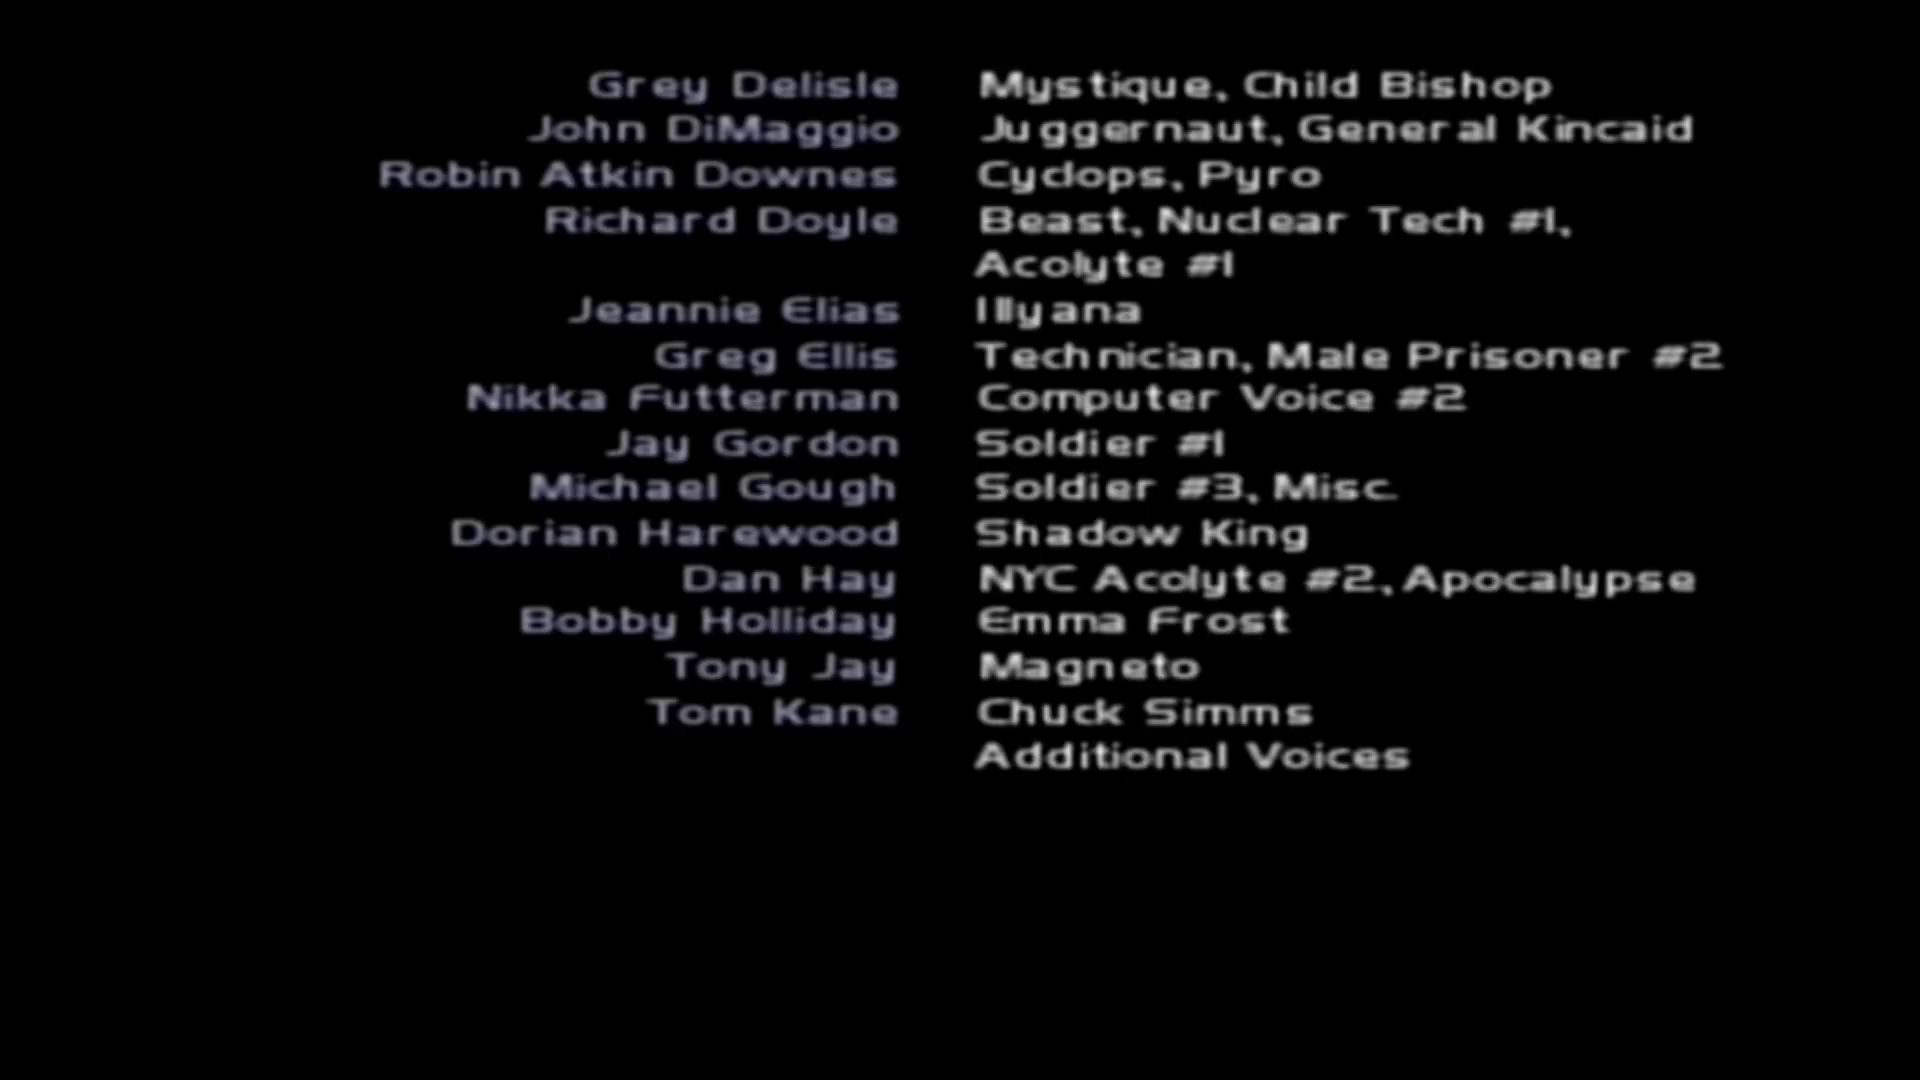 Grey Delisle Mystique, Child Bishop
John DiMaggio Juggernaut, General Kincaid
Robin Atkin Downes Cyclops, Pyro
Richard Doyle Beast, Nuclear Tech #1,
Acolyte #1
Jeannie Elias Illyana
Greg Ellis Technician, Male Prisoner #2
Nikka Futterman Computer Voice #2
Jay Gordon Soldier #1
Michael Gough Soldier #3, Misc.
Dorian Harewood Shadow King
Dan Hay NYC Acolyte #2, Apocalypse
Bobby Holliday Emma Frost
Tony Jay Magneto
Tom Kane Chuck Simms
Additional Voices